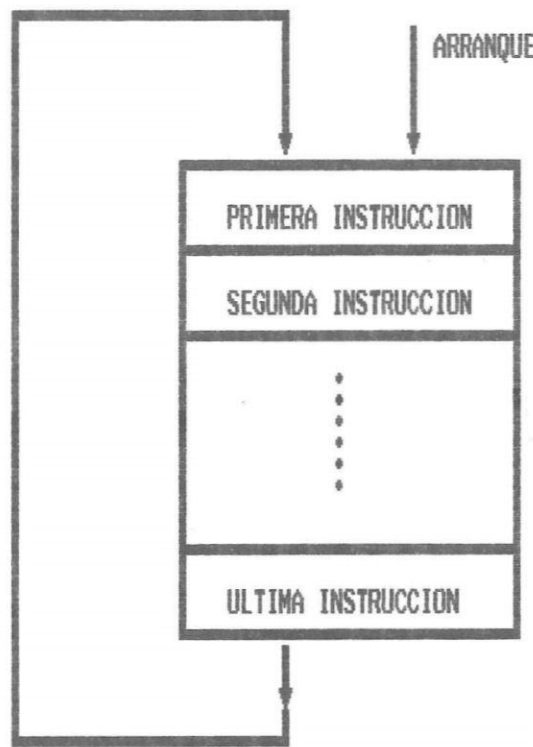 ARRANQUE
PRIMERA INSTRUCCION
SEGUNDA INSTRUCCION
ULTIMA INSTRUCCION